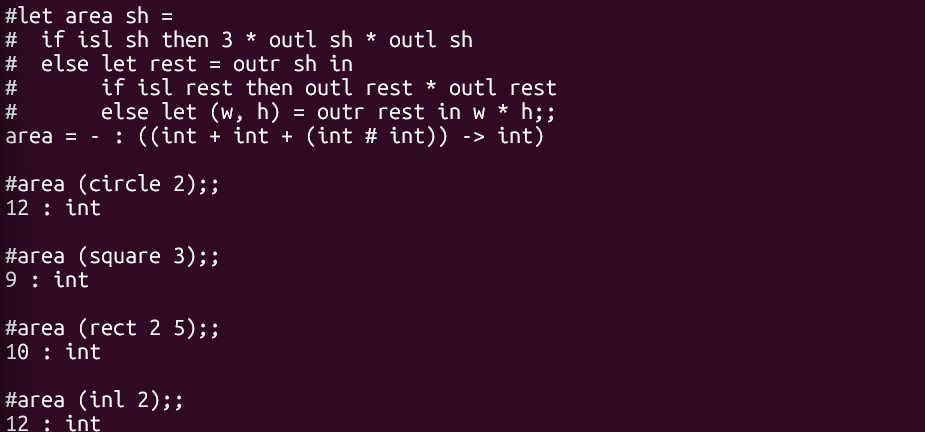 #let area sh =
#  if isl sh then 3 * outl sh * outl sh
#  else let rest = outr sh in
#       if isl rest then outl rest * outl rest
#       else let (w, h) = outr rest in w * h;;
area = - : ((int + int + (int # int)) -> int)

#area (circle 2);;
12 : int

#area (square 3);;
9 : int

#area (rect 2 5);;
10 : int

#area (inl 2);;
12 : int